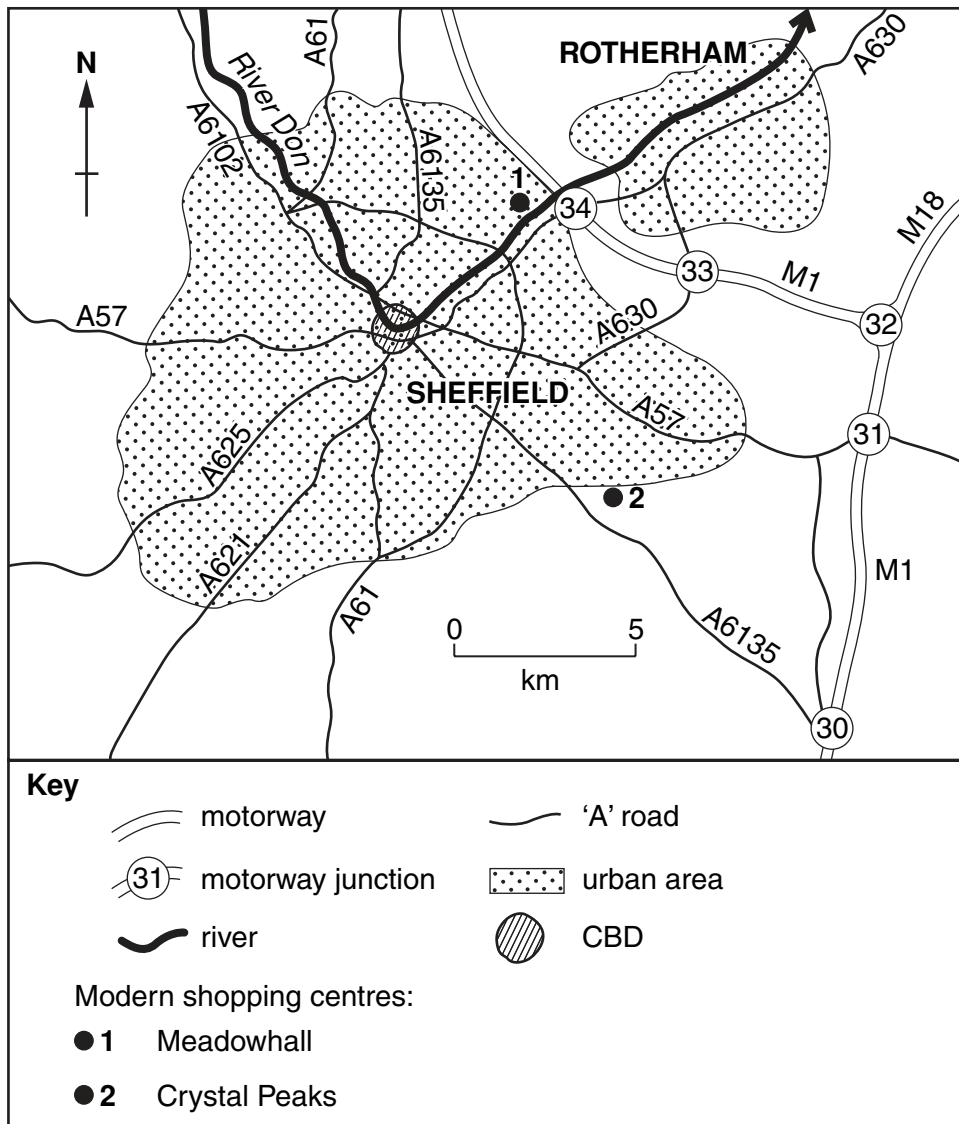 N
ROTHERHAM
A630
A61
River Don
A6102
A6135
1
34
M18
33
M1
32
A57
A630
SHEFFIELD
A57
31
A625
2
A621
A61
M1
0 5
km
A6135
30
Key
motorway
'A' road
31
motorway junction
urban area
river
CBD
Modern shopping centres:
1 Meadowhall
2 Crystal Peaks